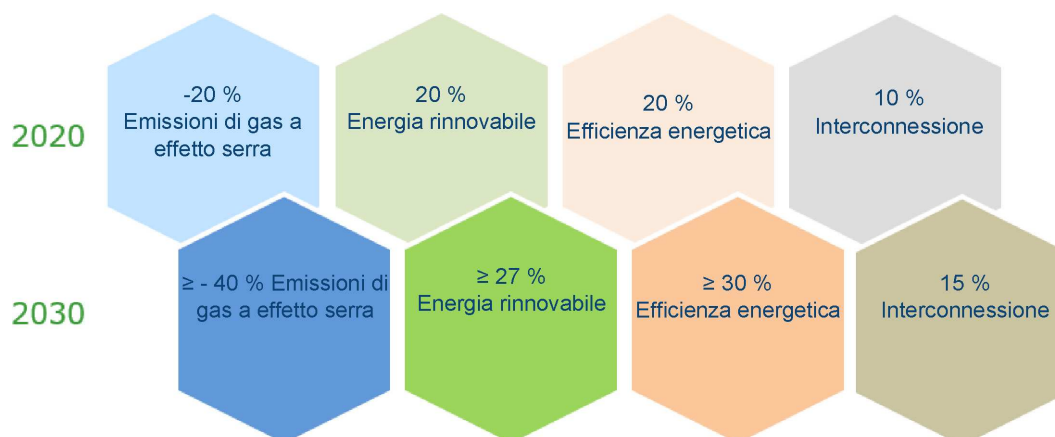 2020
-20 %
Emissioni di gas a
effetto serra
20 %
Energia rinnovabile
20 %
Efficienza energetica
10 %
Interconnessione
2030
≥ - 40 % Emissioni di
gas a effetto serra
≥ 27 %
Energia rinnovabile
≥ 30 %
Efficienza energetica
15 %
Interconnessione